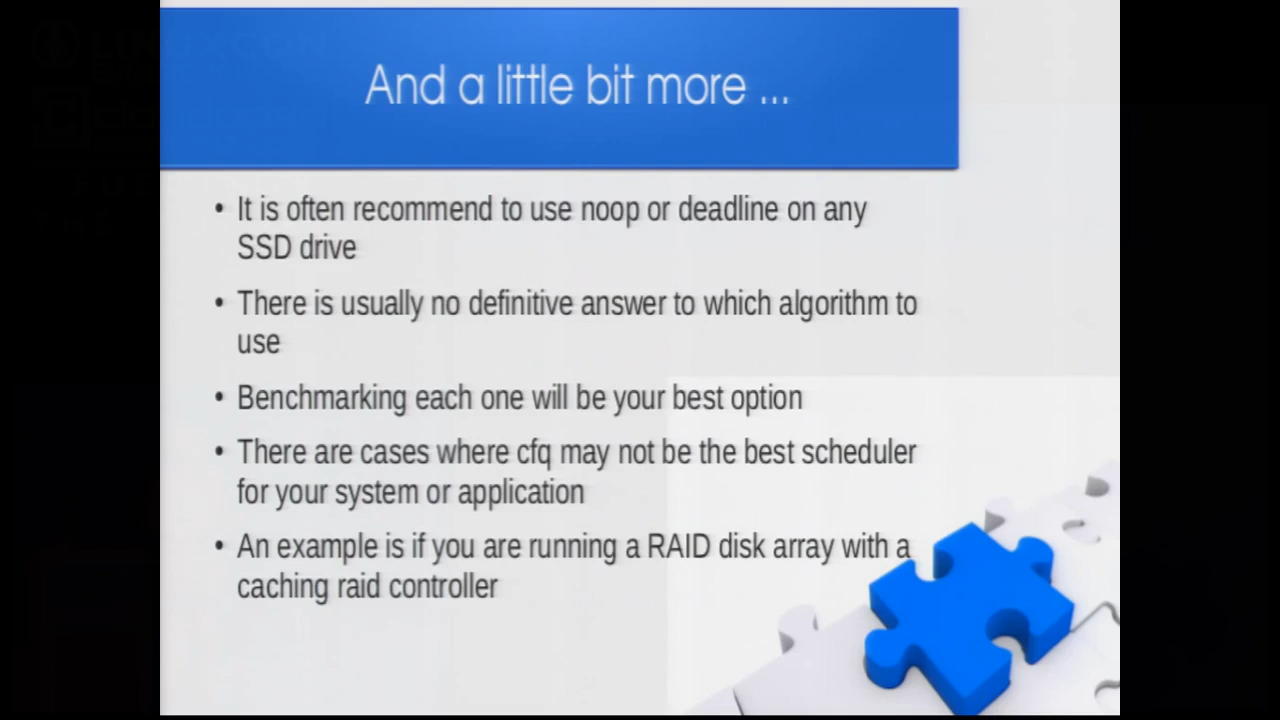 And a little bit more ...
• It is often recommend to use noop or deadline on any
SSD drive
• There is usually no definitive answer to which algorithm to
use
• Benchmarking each one will be your best option
• There are cases where cfq may not be the best scheduler
for your system or application
• An example is if you are running a RAID disk array with a
caching raid controller
LINUXCON